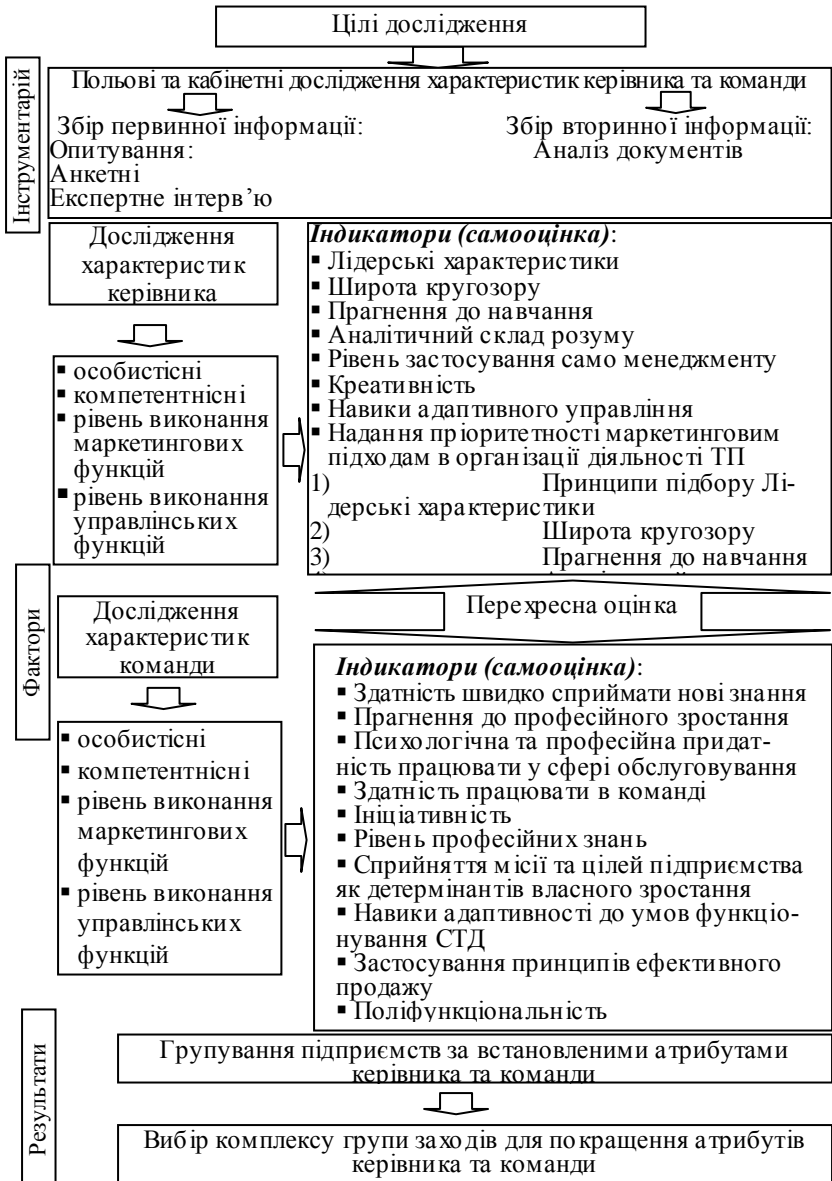 Цілі дослідження
Інструментарій
Польові та кабінетні дослідження характеристик керівника та команди
Збір первинної інформації:
Опитування:
Анкетні
Експертне інтерв’ю
Збір вторинної інформації:
Аналіз документів
Фактори
Дослідження
характеристик
керівника
▪ особистісні
▪ компетентнісні
▪ рівень виконання
маркетингових
функцій
▪ рівень виконання
управлінських
функцій
Індикатори (самооцінка):
▪ Лідерські характеристики
▪ Широта кругозору
▪ Прагнення до навчання
▪ Аналітичний склад розуму
▪ Рівень застосування само менеджменту
▪ Креативність
▪ Навики адаптивного управління
▪ Надання пріоритетності маркетинговим
підходам в організації діяльності ТП
1) Принципи підбору Лі-
дерські характеристики
2) Широта кругозору
3) Прагнення до навчання
Перехресна оцінка
Дослідження
характеристик
команди
▪ особистісні
▪ компетентнісні
▪ рівень виконання
маркетингових
функцій
▪ рівень виконання
управлінських
функцій
Індикатори (самооцінка):
▪ Здатність швидко сприймати нові знання
▪ Прагнення до професійного зростання
▪ Психологічна та професійна придат-
ність працювати у сфері обслуговування
▪ Здатність працювати в команді
▪ Ініціативність
▪ Рівень професійних знань
▪ Сприйняття місії та цілей підприємства
як детермінантів власного зростання
▪ Навики адаптивності до умов функціо-
нування СТД
▪ Застосування принципів ефективного
продажу
▪ Поліфункціональність
Результати
Групування підприємств за встановленими атрибутами
керівника та команди
Вибір комплексу групи заходів для покращення атрибутів
керівника та команди